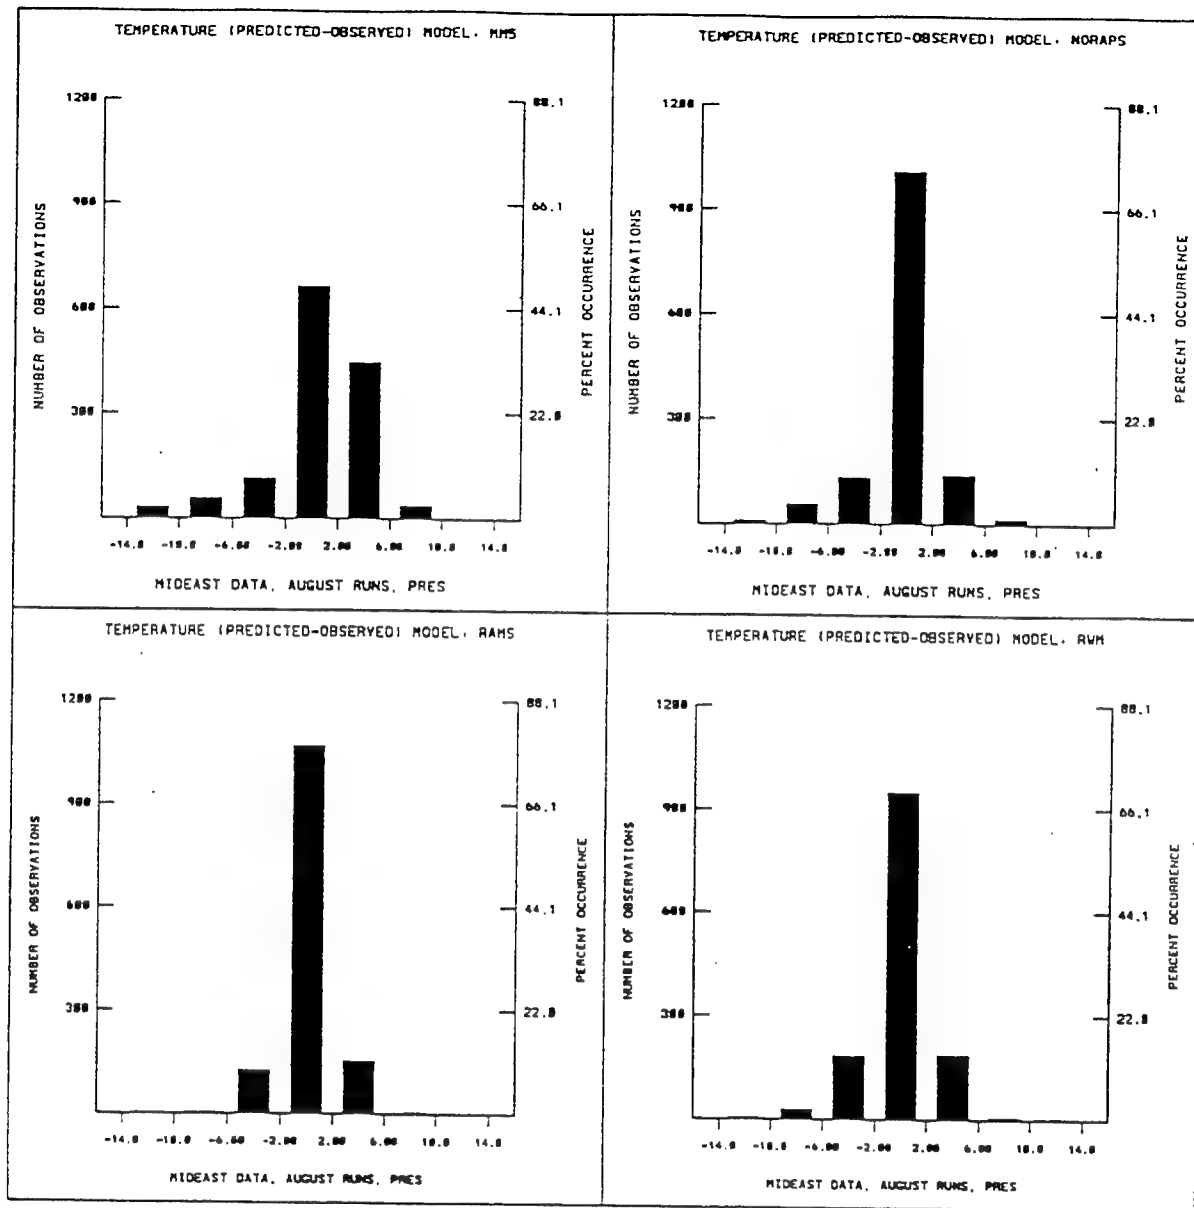 TEMPERATURE (PREDICTED-OBSERVED) MODEL. MM5
1200
900
600
300
88.1
66.1
44.1
22.0
NUMBER OF OBSERVATIONS
PERCENT OCCURRENCE
-14.0 -10.0 -6.00 -2.00 2.00 6.00 10.0 14.0
MIDEAST DATA, AUGUST RUNS, PRES
TEMPERATURE (PREDICTED-OBSERVED) MODEL. NORAPS
1200
900
600
300
88.1
66.1
44.1
22.0
NUMBER OF OBSERVATIONS
PERCENT OCCURRENCE
-14.0 -10.0 -6.00 -2.00 2.00 6.00 10.0 14.0
MIDEAST DATA, AUGUST RUNS, PRES
TEMPERATURE (PREDICTED-OBSERVED) MODEL. RAMS
1200
900
600
300
88.1
66.1
44.1
22.0
NUMBER OF OBSERVATIONS
PERCENT OCCURRENCE
-14.0 -10.0 -6.00 -2.00 2.00 6.00 10.0 14.0
MIDEAST DATA, AUGUST RUNS, PRES
TEMPERATURE (PREDICTED-OBSERVED) MODEL. RWM
1200
900
600
300
88.1
66.1
44.1
22.0
NUMBER OF OBSERVATIONS
PERCENT OCCURRENCE
-14.0 -10.0 -6.00 -2.00 2.00 6.00 10.0 14.0
MIDEAST DATA, AUGUST RUNS, PRES